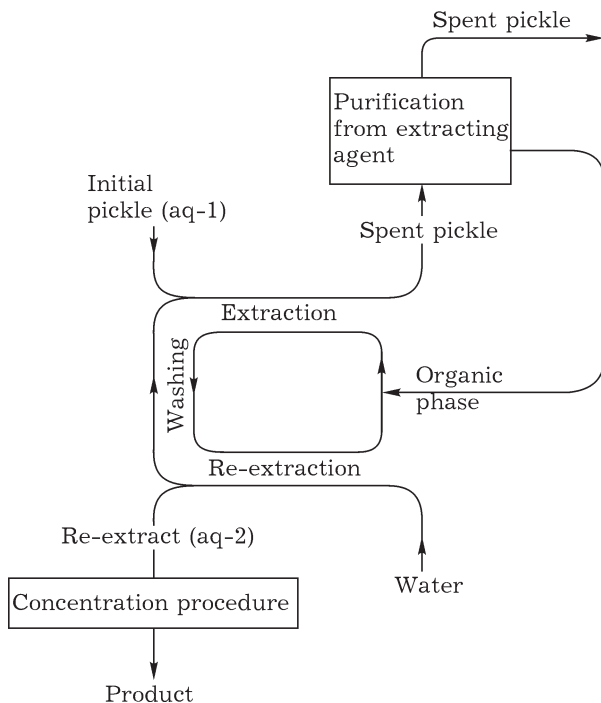 Spent pickle
Purification
from extracting
agent
Initial
pickle (aq-1)
Spent pickle
Extraction
Washing
Organic
phase
Re-extraction
Re-extract (aq-2)
Water
Concentration procedure
Product